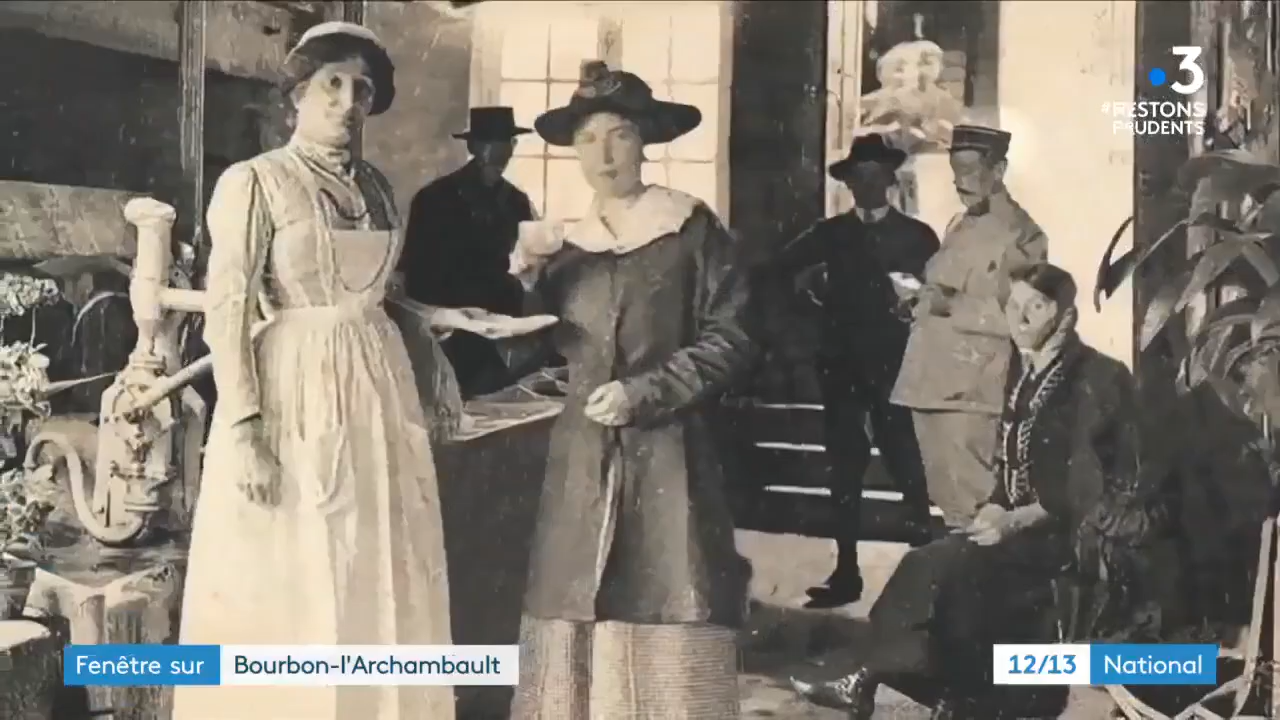 3
#RESTONS
PRUDENTS
Fenêtre sur Bourbon-l'Archambault
12/13 National